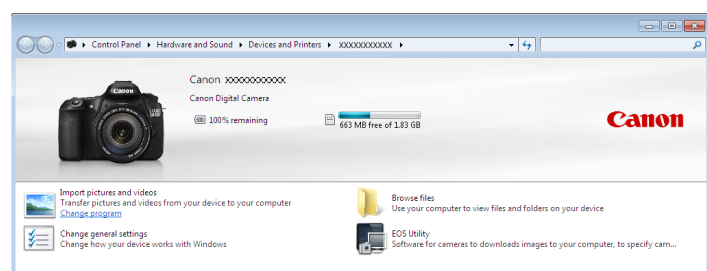 Control Panel ▸ Hardware and Sound ▸ Devices and Printers ▸ XXXXXXXXXXX ▸
Canon XXXXXXXXXXX
Canon Digital Camera
100% remaining
663 MB free of 1.83 GB
Canon
Canon
Import pictures and videos
Transfer pictures and videos from your device to your computer
Change program
Browse files
Use your computer to view files and folders on your device
Change general settings
Change how your device works with Windows
EOS Utility
Software for cameras to downloads images to your computer, to specify cam...